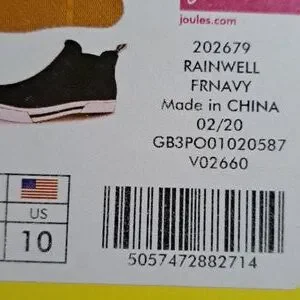 joules.com
202679
RAINWELL
FRNAVY
Made in CHINA
02/20
GB3PO01020587
V02660
US
10
5057472882714